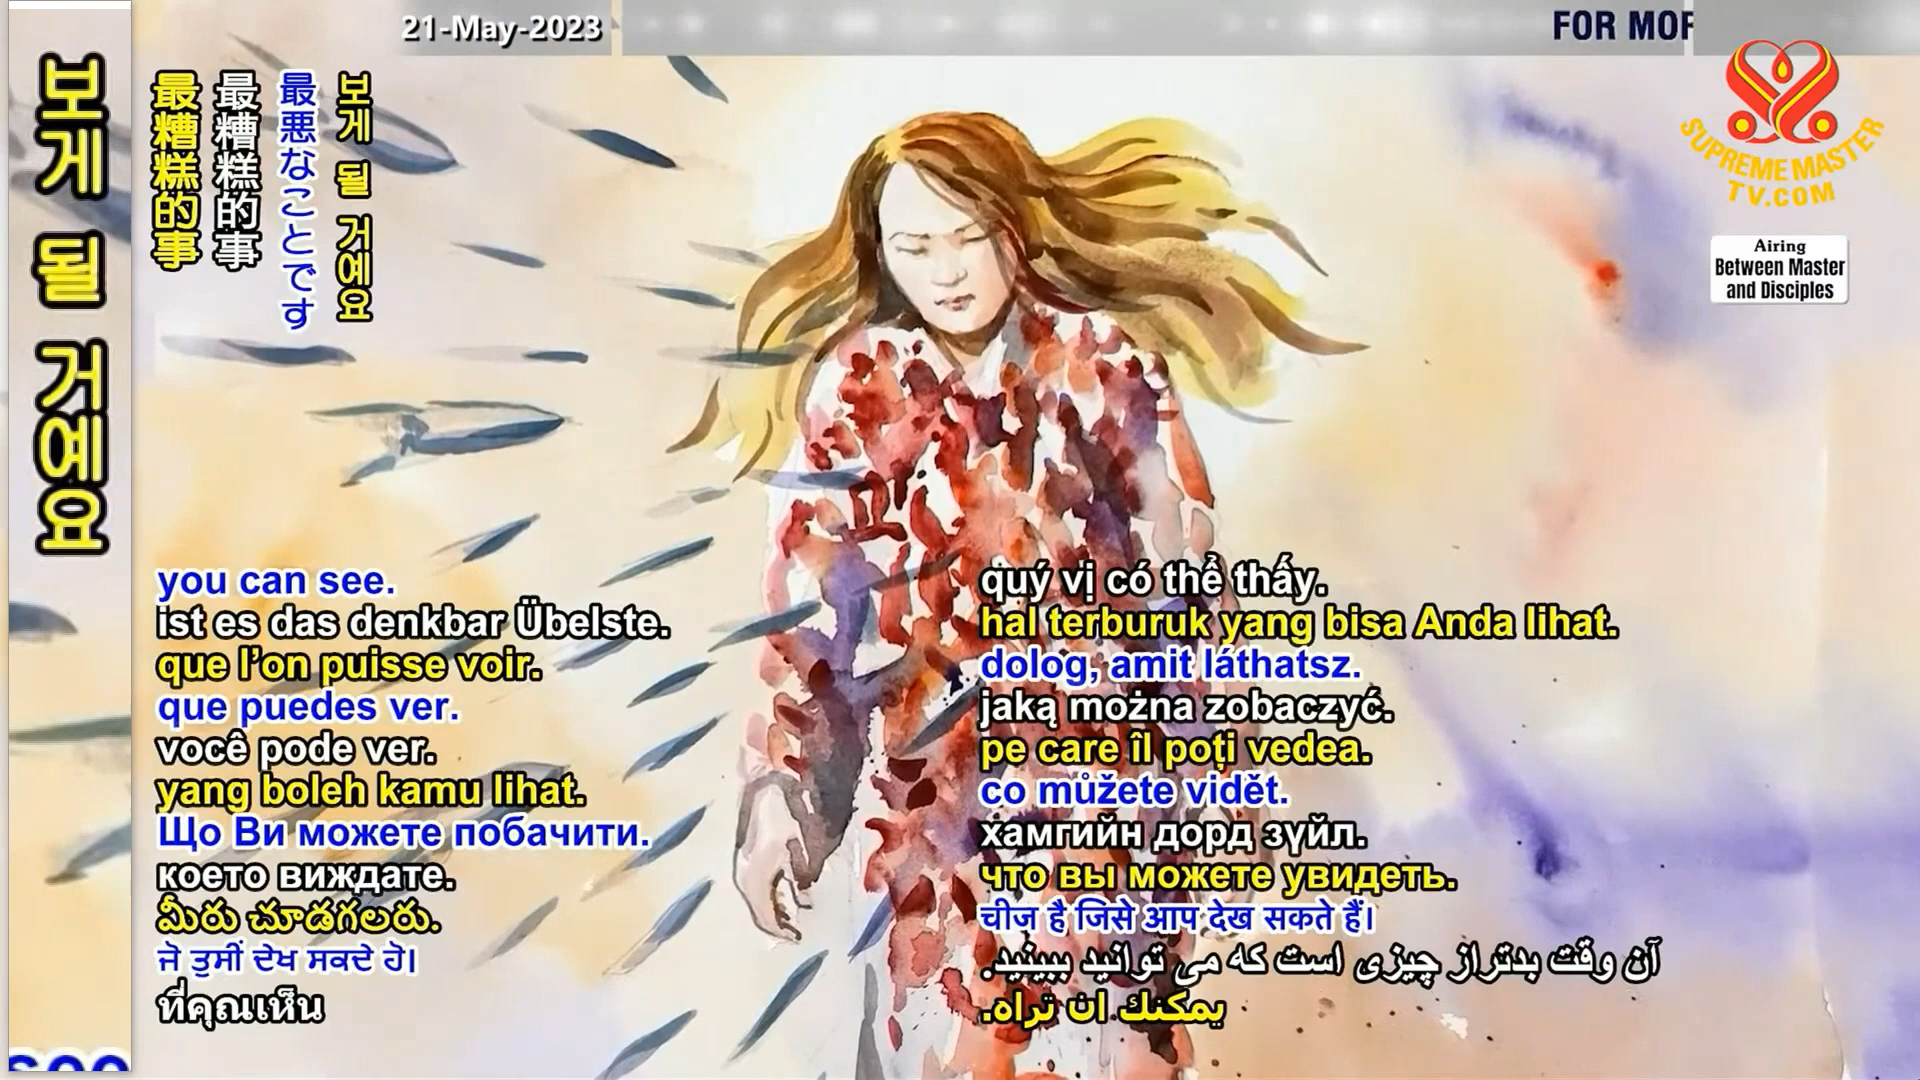 21-May-2023
FOR MOR
SUPREME MASTER
TV.COM
Airing
Between Master
and Disciples
보게 될 거예요
最糟糕的事
最糟糕的事
最悪なことです
보게 될 거예요
you can see.
ist es das denkbar Übelste.
que l’on puisse voir.
que puedes ver.
você pode ver.
yang boleh kamu lihat.
Що Ви можете побачити.
което виждате.
మీరు చూడగలరు.
ਜੋ ਤੁਸੀਂ ਦੇਖ ਸਕਦੇ ਹੋ।
ที่คุณเห็น
quý vị có thể thấy.
hal terburuk yang bisa Anda lihat.
dolog, amit láthatsz.
jaką można zobaczyć.
pe care îl poți vedea.
co můžete vidět.
хамгийн дорд зүйл.
что вы можете увидеть.
चीज है जिसे आप देख सकते हैं।
آن وقت بدتراز چیزی است که می توانید ببینید.
يمكنك ان تراه.